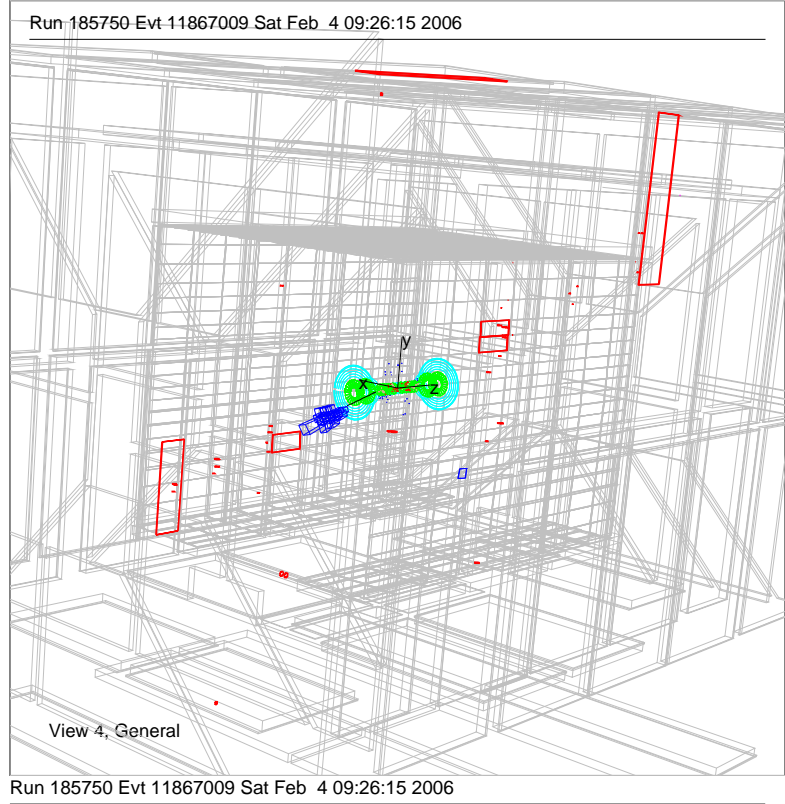 Run 185750 Evt 11867009 Sat Feb  4 09:26:15 2006
y
x
z
View 4, General
Run 185750 Evt 11867009 Sat Feb  4 09:26:15 2006